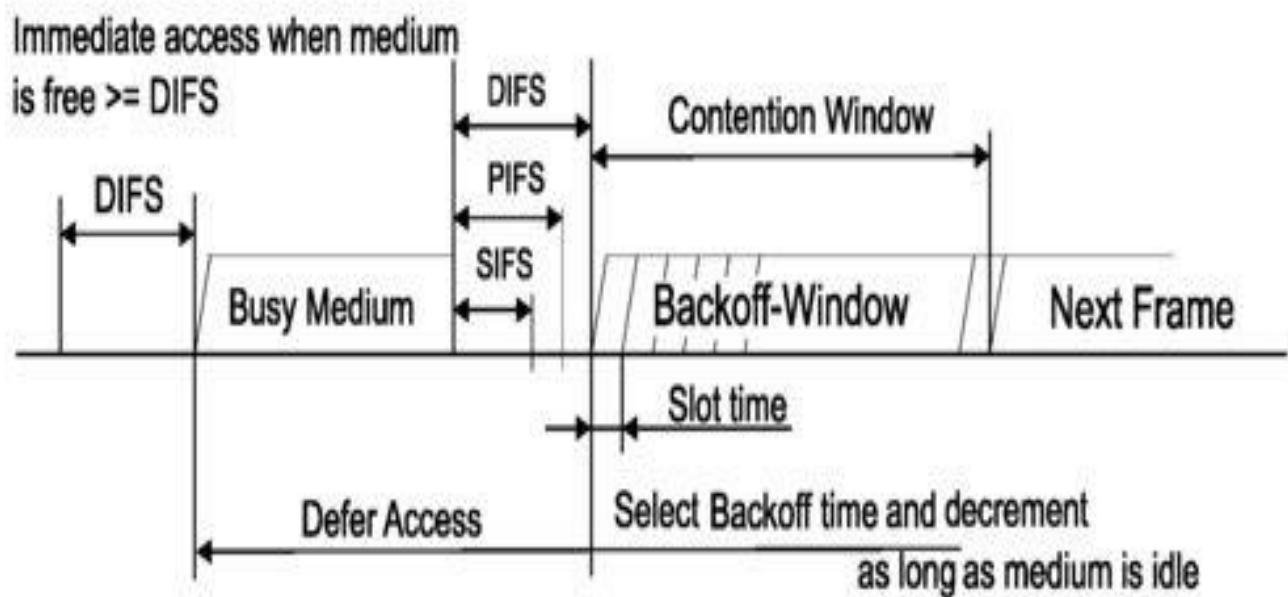 Immediate access when medium
is free >= DIFS
DIFS
DIFS
PIFS
SIFS
Contention Window
Busy Medium
Backoff-Window
Next Frame
Slot time
Defer Access
Select Backoff time and decrement
as long as medium is idle